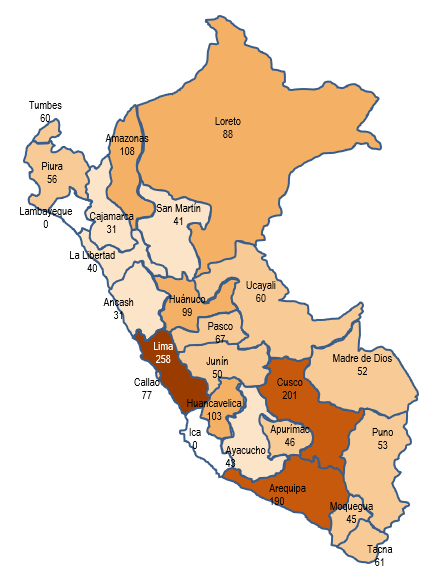 Tumbes
60
Loreto
88
Amazonas
108
Piura
56
Lambayeque
0
Cajamarca
31
San Martín
41
La Libertad
40
Ancash
31
Huánuco
99
Ucayali
60
Pasco
67
Lima
258
Junín
50
Madre de Dios
52
Callao
77
Cusco
201
Huancavelica
103
Ica
0
Apurímac
46
Puno
53
Ayacucho
43
Arequipa
190
Moquegua
45
Tacna
61